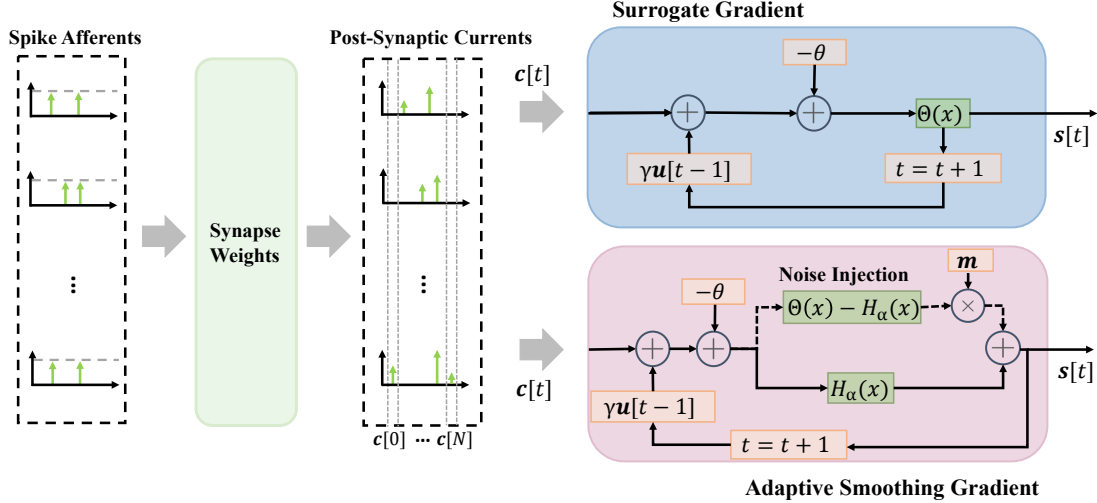 Surrogate Gradient
Spike Afferents
Post-Synaptic Currents
Synapse
Weights
⋯
⋯
c[0] ⋯ c[N]
c[t]
−θ
+
+
Θ(x)
s[t]
γu[t − 1]
t = t + 1
c[t]
Noise Injection
m
−θ
Θ(x) − Hα(x)
×
+
+
+
Hα(x)
s[t]
γu[t − 1]
t = t + 1
Adaptive Smoothing Gradient